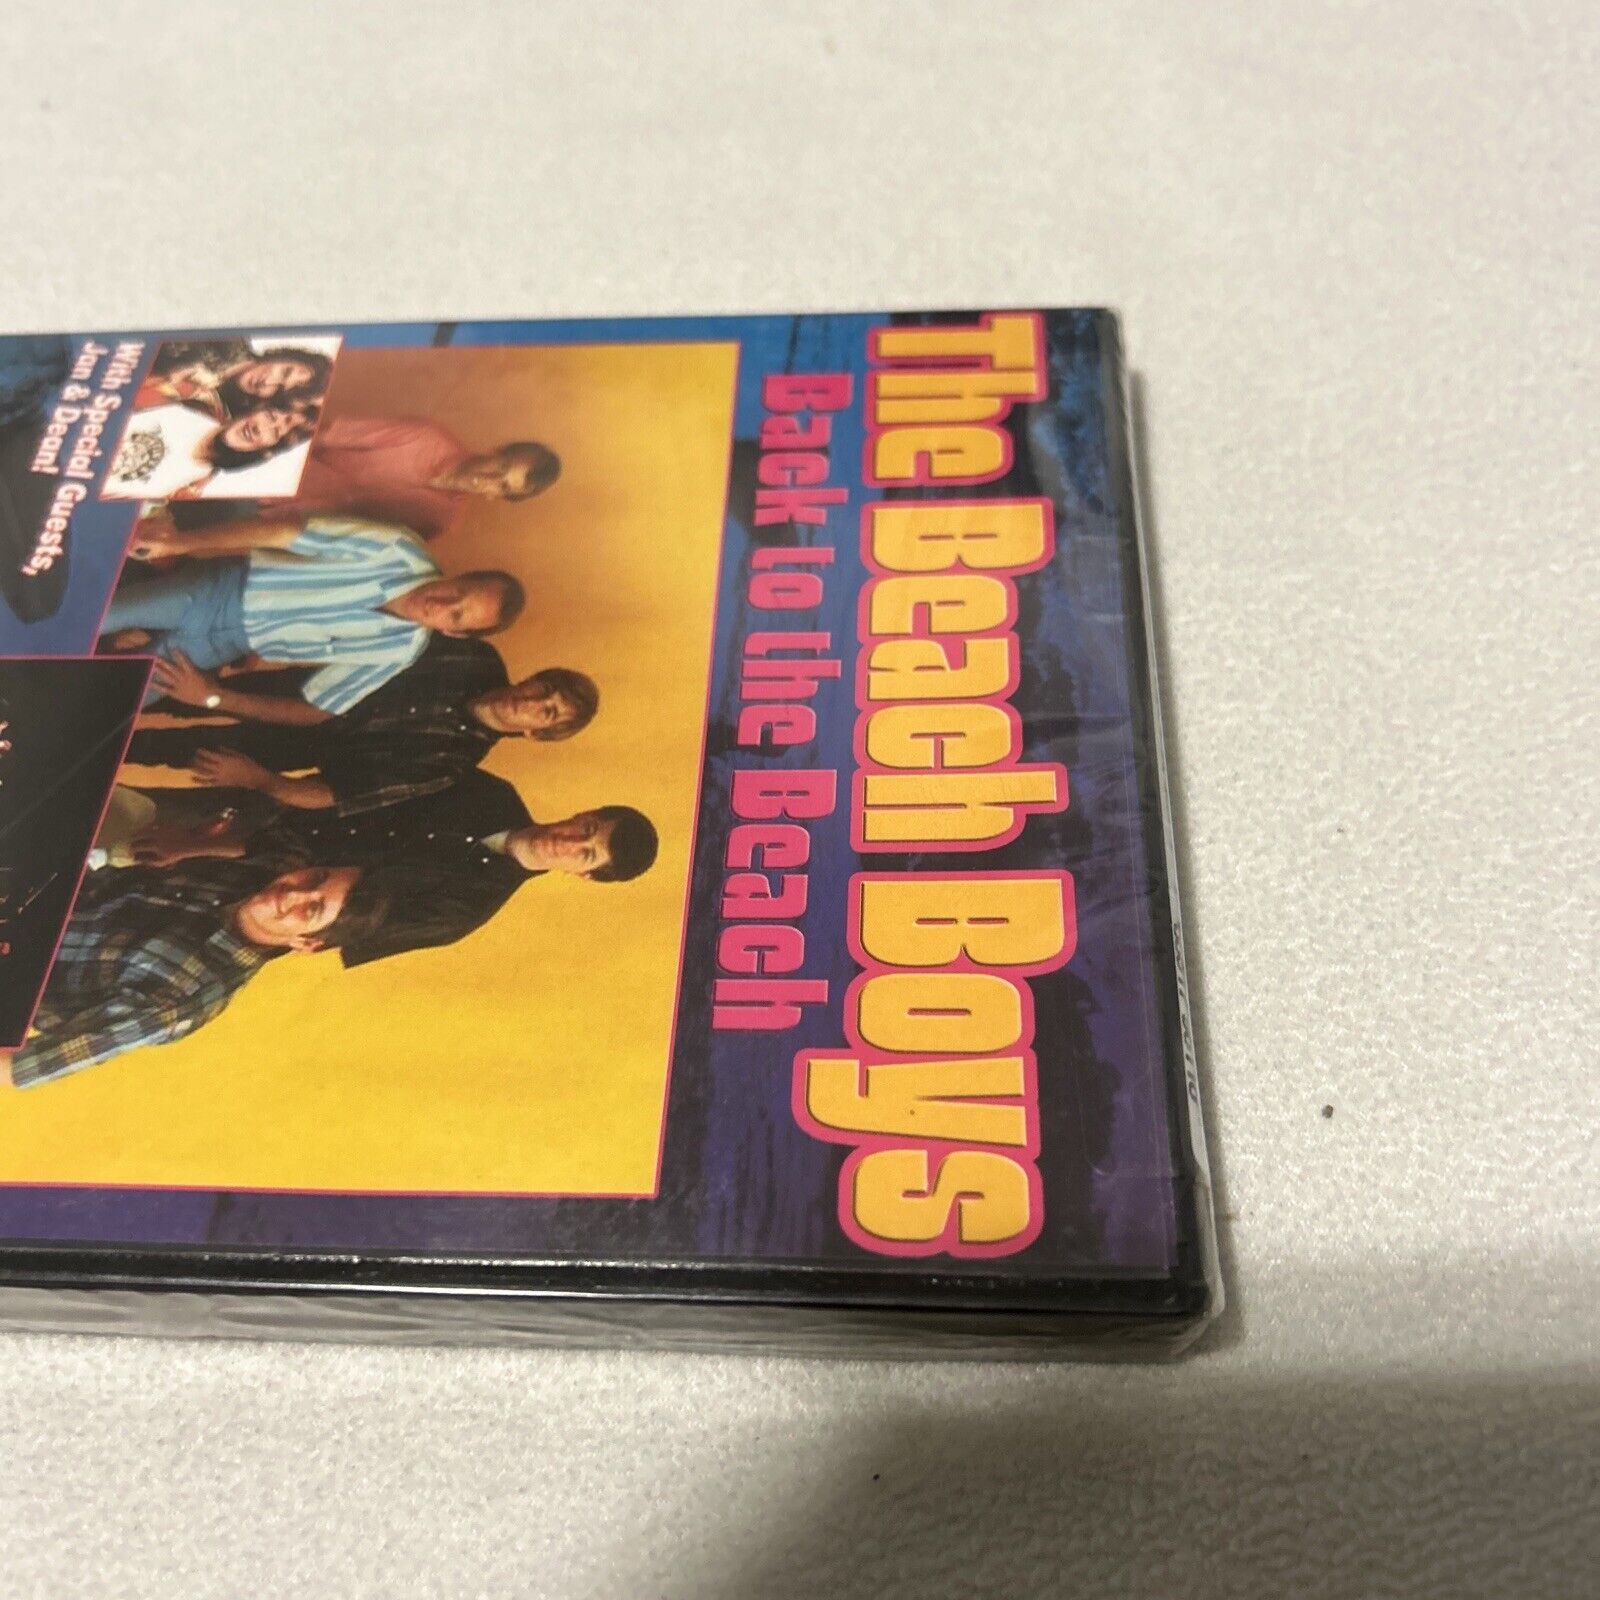 The Beach Boys
Back to the Beach
With Special Guests,
Jan & Dean!